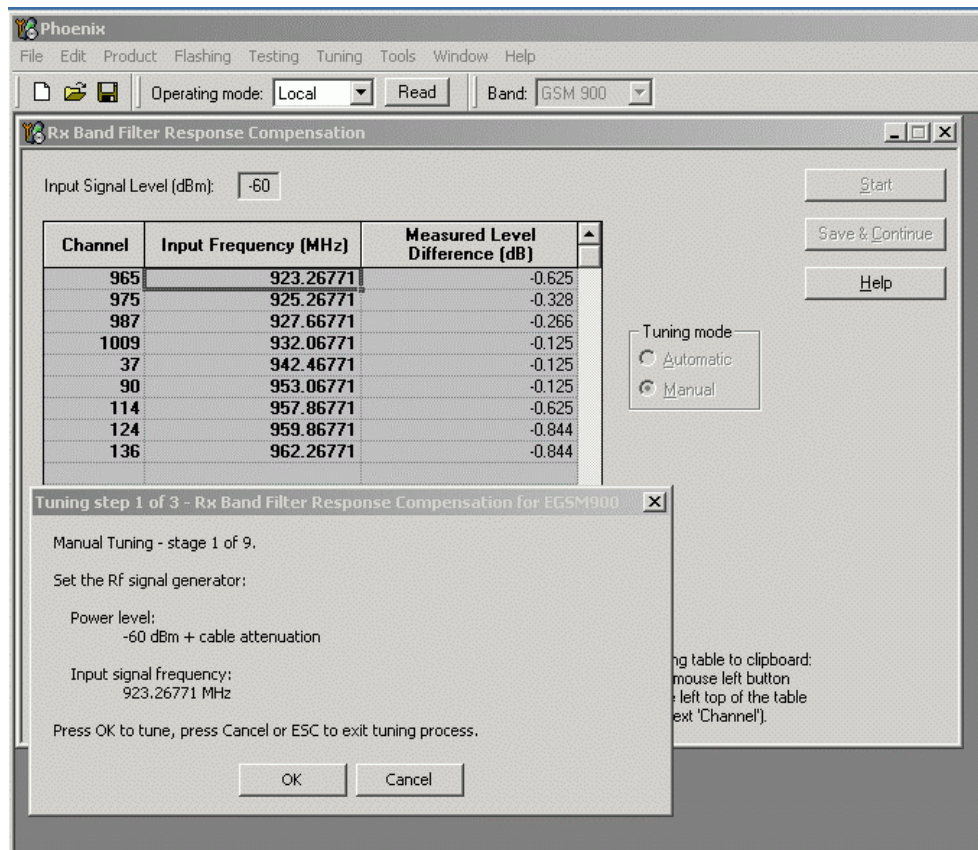 Phoenix
File Edit Product Flashing Testing Tuning Tools Window Help
Operating mode: Local Read Band: GSM 900
Rx Band Filter Response Compensation
Input Signal Level (dBm): -60
Start
Save & Continue
Help
Channel Input Frequency (MHz) Measured Level Difference (dB)
965 923.26771 -0.625
975 925.26771 -0.328
987 927.66771 -0.266
1009 932.06771 -0.125
37 942.46771 -0.125
90 953.06771 -0.125
114 957.86771 -0.625
124 959.86771 -0.844
136 962.26771 -0.844
Tuning mode
Automatic
Manual
Tuning step 1 of 3 - Rx Band Filter Response Compensation for EGSM900
Manual Tuning - stage 1 of 9.
Set the Rf signal generator:
Power level:
-60 dBm + cable attenuation
Input signal frequency:
923.26771 MHz
Press OK to tune, press Cancel or ESC to exit tuning process.
OK Cancel
ng table to clipboard:
mouse left button
left top of the table
ext 'Channel').